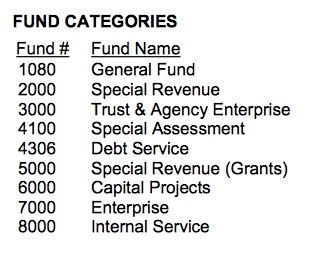 FUND CATEGORIES
Fund # Fund Name
1080 General Fund
2000 Special Revenue
3000 Trust & Agency Enterprise
4100 Special Assessment
4306 Debt Service
5000 Special Revenue (Grants)
6000 Capital Projects
7000 Enterprise
8000 Internal Service